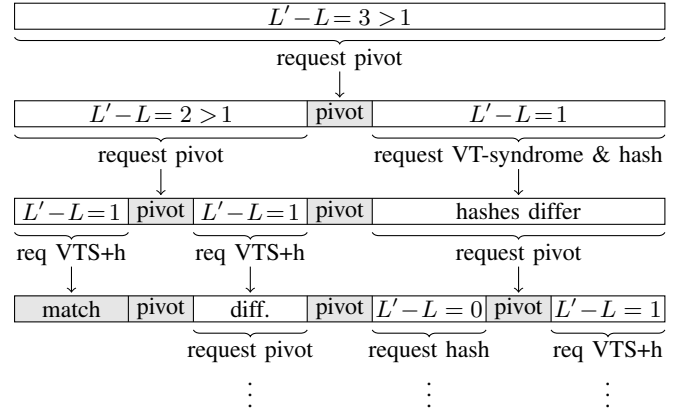 L′−L = 3 > 1
request pivot
L′−L = 2 > 1 pivot L′−L = 1
request pivot request VT-syndrome & hash
L′−L = 1 pivot L′−L = 1 pivot hashes differ
req VTS+h req VTS+h request pivot
match pivot diff. pivot L′−L = 0 pivot L′−L = 1
request pivot request hash req VTS+h
⋮ ⋮ ⋮